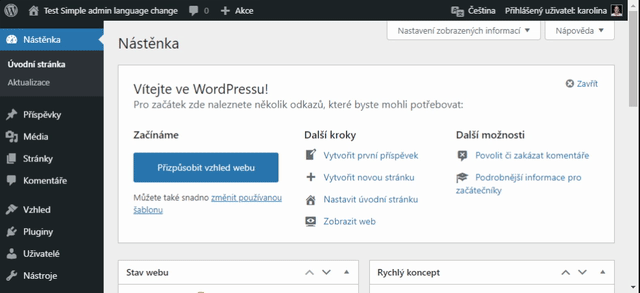 Test Simple admin language change 0 + Akce Čeština Přihlášený uživatel: karolina
Nástěnka
Úvodní stránka
Aktualizace
Příspěvky
Média
Stránky
Komentáře
Vzhled
Pluginy
Uživatelé
Nástroje
Nastavení zobrazených informací Nápověda
Nástěnka
Vítejte ve WordPressu!
Pro začátek zde naleznete několik odkazů, které byste mohli potřebovat:
Zavřít
Začínáme
Přizpůsobit vzhled webu
Můžete také snadno změnit používanou
šablonu
Další kroky
Vytvořit první příspěvek
Vytvořit novou stránku
Nastavit úvodní stránku
Zobrazit web
Další možnosti
Povolit či zakázat komentáře
Podrobnější informace pro
začátečníky
Stav webu
Rychlý koncept